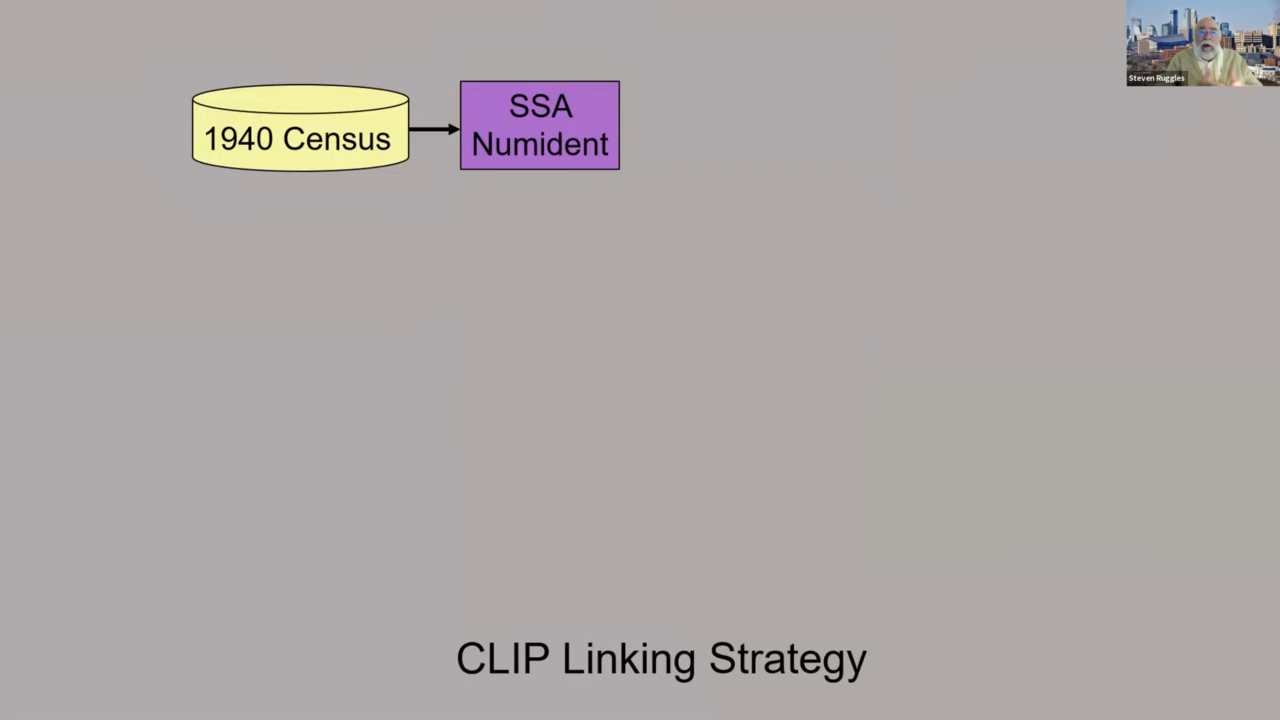 Steven Ruggles
1940 Census
SSA
Numident
CLIP Linking Strategy